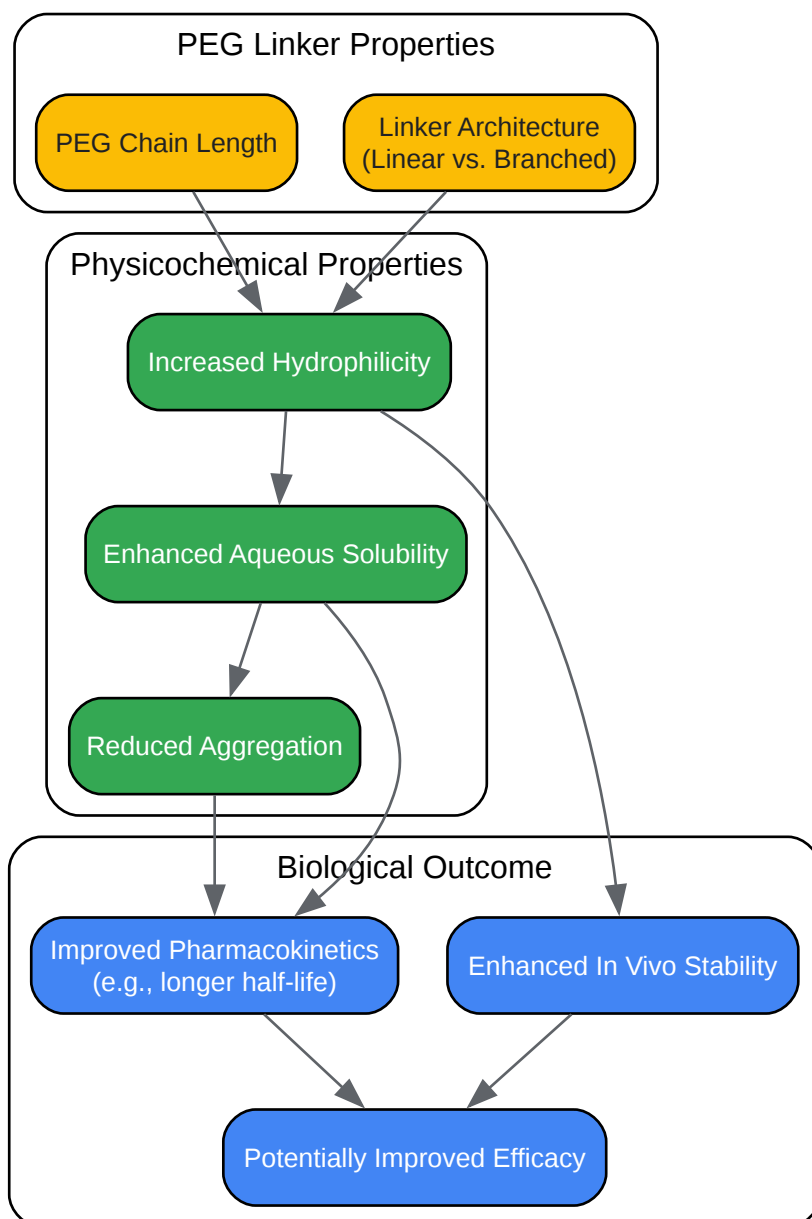 PEG Linker Properties
PEG Chain Length
Linker Architecture
(Linear vs. Branched)
Physicochemical Properties
Increased Hydrophilicity
Enhanced Aqueous Solubility
Reduced Aggregation
Biological Outcome
Improved Pharmacokinetics
(e.g., longer half-life)
Enhanced In Vivo Stability
Potentially Improved Efficacy